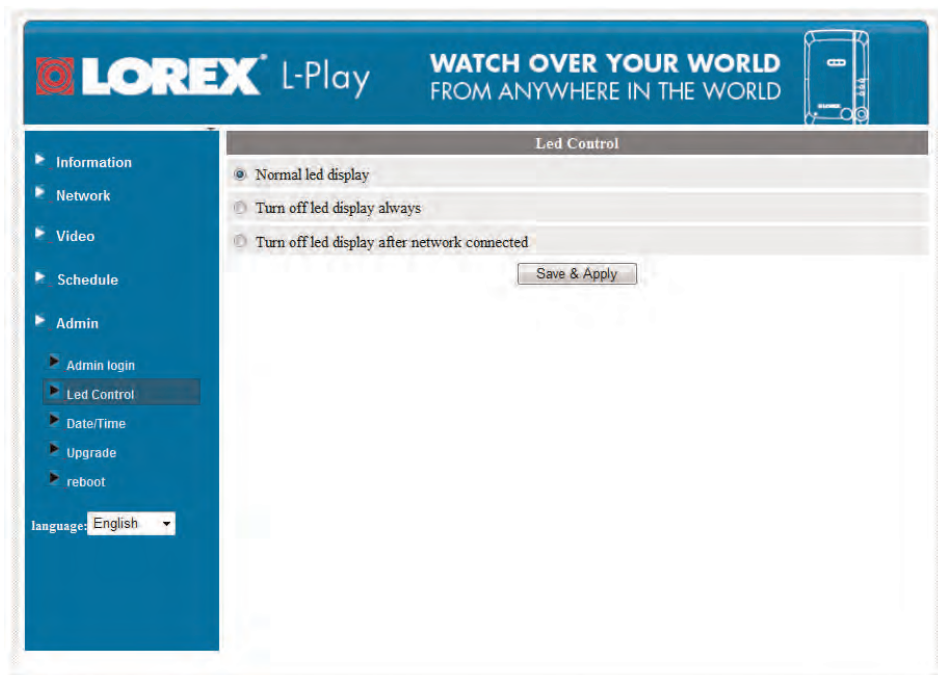 LOREX L-Play
WATCH OVER YOUR WORLD
FROM ANYWHERE IN THE WORLD
Information
Network
Video
Schedule
Admin
Admin login
Led Control
Date/Time
Upgrade
reboot
language: English
Led Control
Normal led display
Turn off led display always
Turn off led display after network connected
Save & Apply